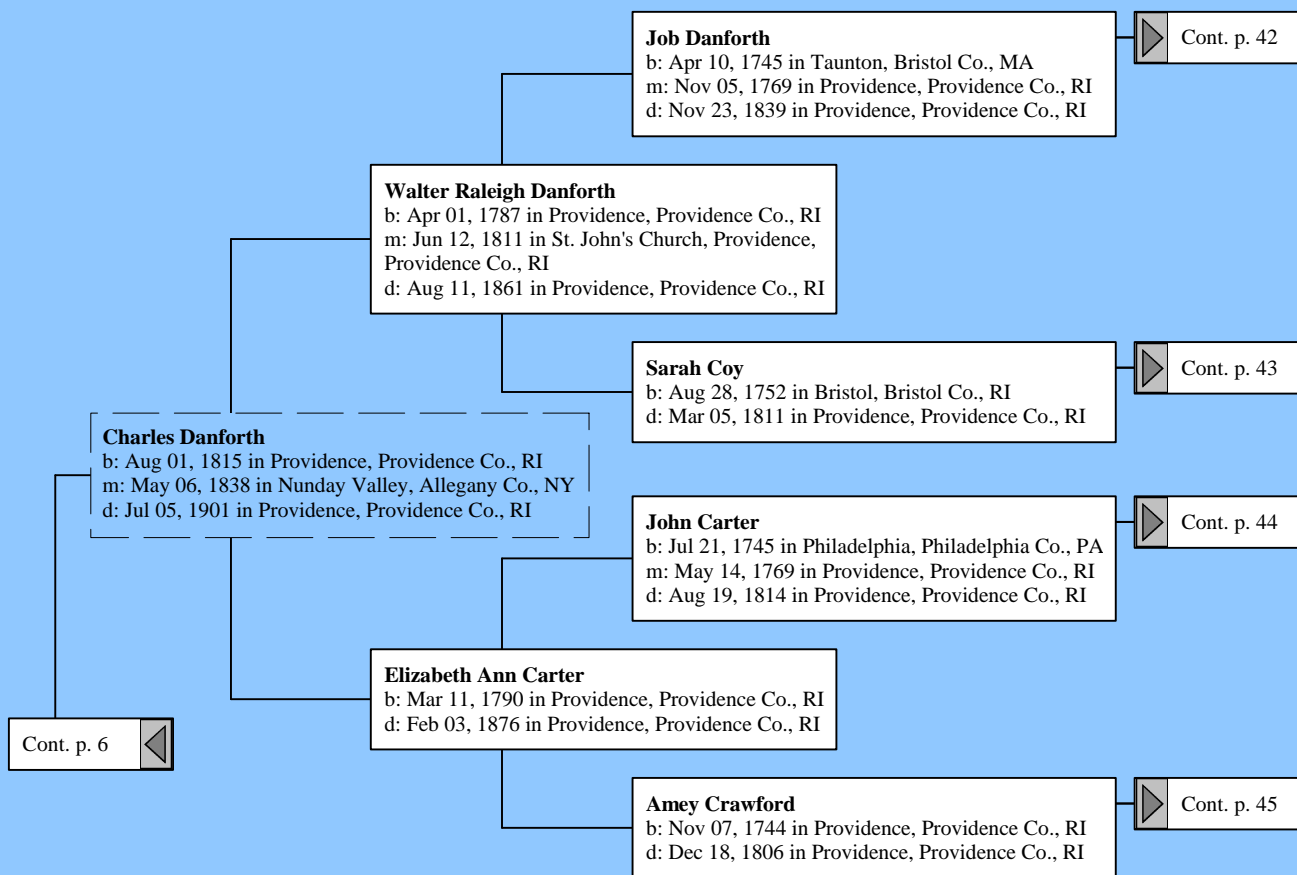 Job Danforth
b: Apr 10, 1745 in Taunton, Bristol Co., MA
m: Nov 05, 1769 in Providence, Providence Co., RI
d: Nov 23, 1839 in Providence, Providence Co., RI
Cont. p. 42
Walter Raleigh Danforth
b: Apr 01, 1787 in Providence, Providence Co., RI
m: Jun 12, 1811 in St. John's Church, Providence,
Providence Co., RI
d: Aug 11, 1861 in Providence, Providence Co., RI
Sarah Coy
b: Aug 28, 1752 in Bristol, Bristol Co., RI
d: Mar 05, 1811 in Providence, Providence Co., RI
Cont. p. 43
Charles Danforth
b: Aug 01, 1815 in Providence, Providence Co., RI
m: May 06, 1838 in Nunday Valley, Allegany Co., NY
d: Jul 05, 1901 in Providence, Providence Co., RI
John Carter
b: Jul 21, 1745 in Philadelphia, Philadelphia Co., PA
m: May 14, 1769 in Providence, Providence Co., RI
d: Aug 19, 1814 in Providence, Providence Co., RI
Cont. p. 44
Elizabeth Ann Carter
b: Mar 11, 1790 in Providence, Providence Co., RI
d: Feb 03, 1876 in Providence, Providence Co., RI
Cont. p. 6
Amey Crawford
b: Nov 07, 1744 in Providence, Providence Co., RI
d: Dec 18, 1806 in Providence, Providence Co., RI
Cont. p. 45